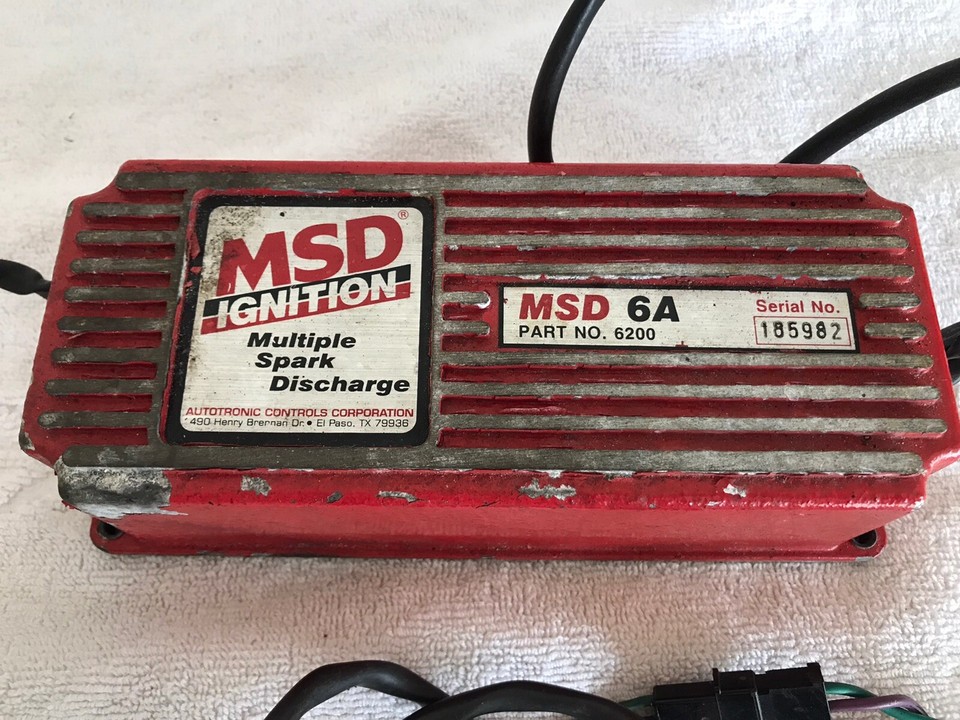 MSD®
IGNITION
Multiple
Spark
Discharge
AUTOTRONIC CONTROLS CORPORATION
490 Henry Brennan Dr. • El Paso, TX 79936
MSD 6A
PART NO. 6200
Serial No.
185982